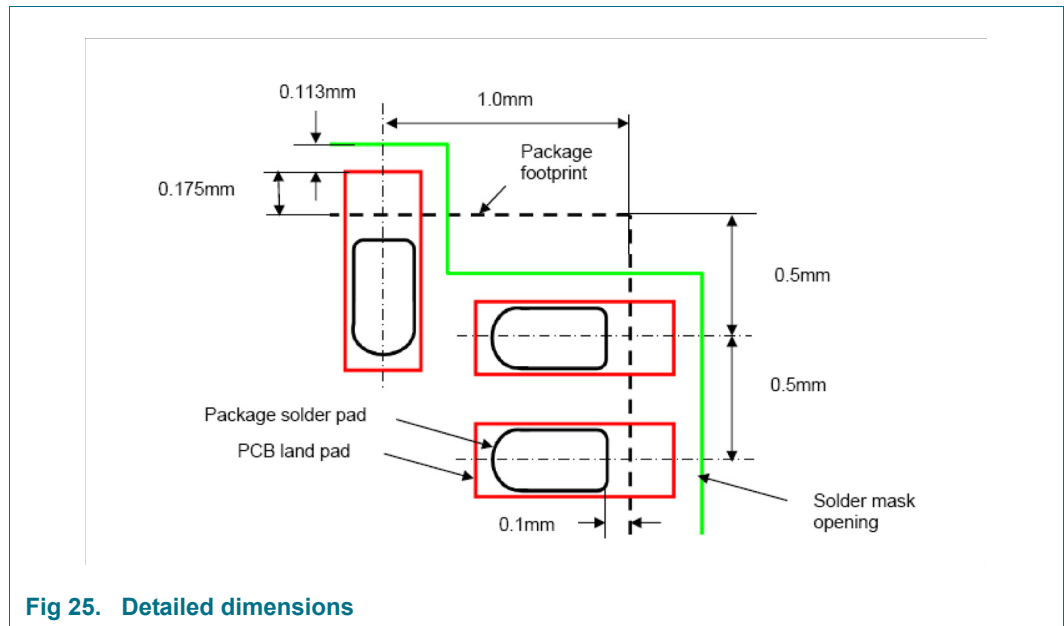 0.113mm
1.0mm
Package
footprint
0.175mm
0.5mm
0.5mm
Package solder pad
PCB land pad
Solder mask
opening
0.1mm
Fig 25. Detailed dimensions